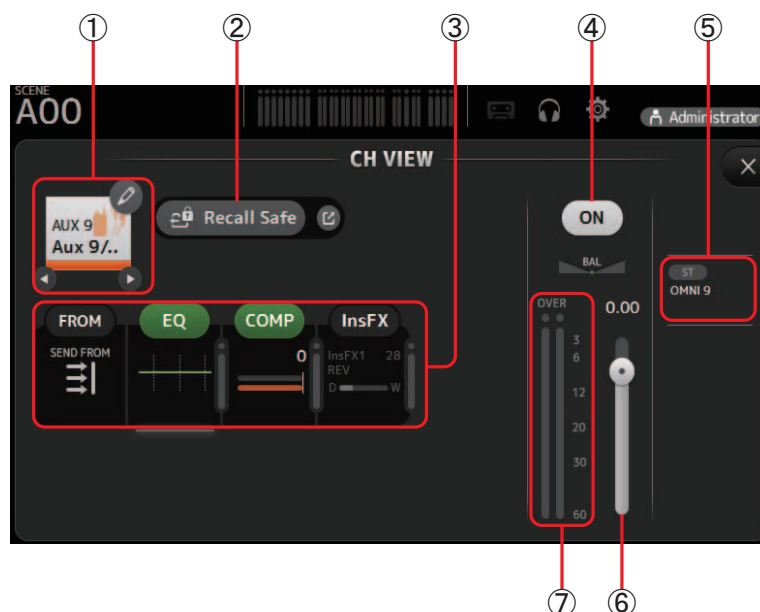 ① ② ③ ④ ⑤
SCENE
A00
Administrator
CH VIEW
AUX 9
Aux 9/..
Recall Safe
ON
BAL
ST
OMNI 9
FROM EQ COMP InsFX
SEND FROM
0
InsFX1 28
REV
D W
OVER 0.00
3
6
12
20
30
60
⑦ ⑥